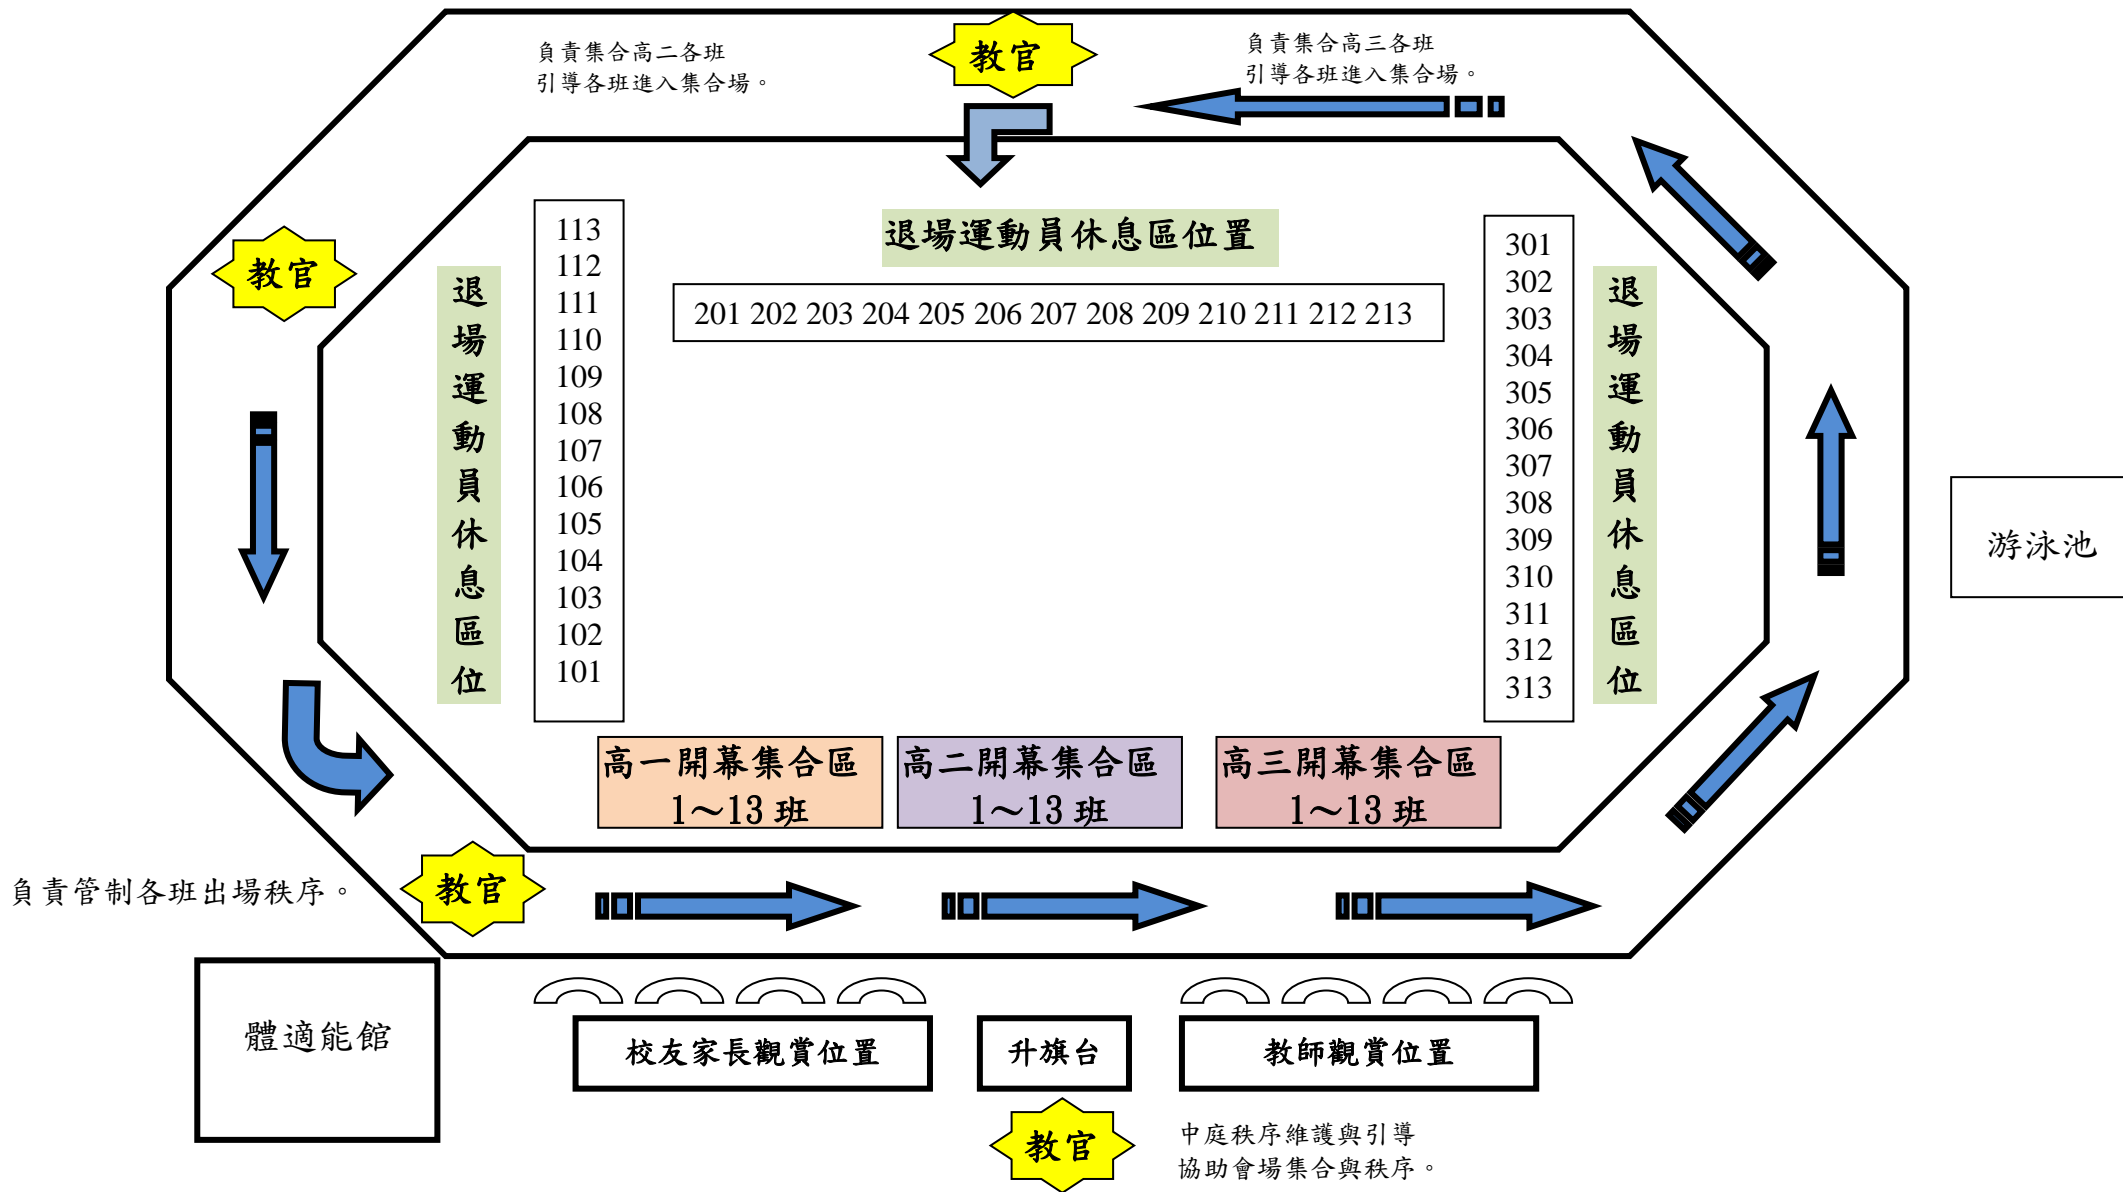 負責集合高二各班
引導各班進入集合場。
教官
負責集合高三各班
引導各班進入集合場。
教官
退場運動員休息區位置
201 202 203 204 205 206 207 208 209 210 211 212 213
退場運動員休息區位
113
112
111
110
109
108
107
106
105
104
103
102
101
301
302
303
304
305
306
307
308
309
310
311
312
313
退場運動員休息區位
游泳池
高一開幕集合區
1～13 班
高二開幕集合區
1～13 班
高三開幕集合區
1～13 班
負責管制各班出場秩序。
教官
體適能館
校友家長觀賞位置
升旗台
教師觀賞位置
教官
中庭秩序維護與引導
協助會場集合與秩序。